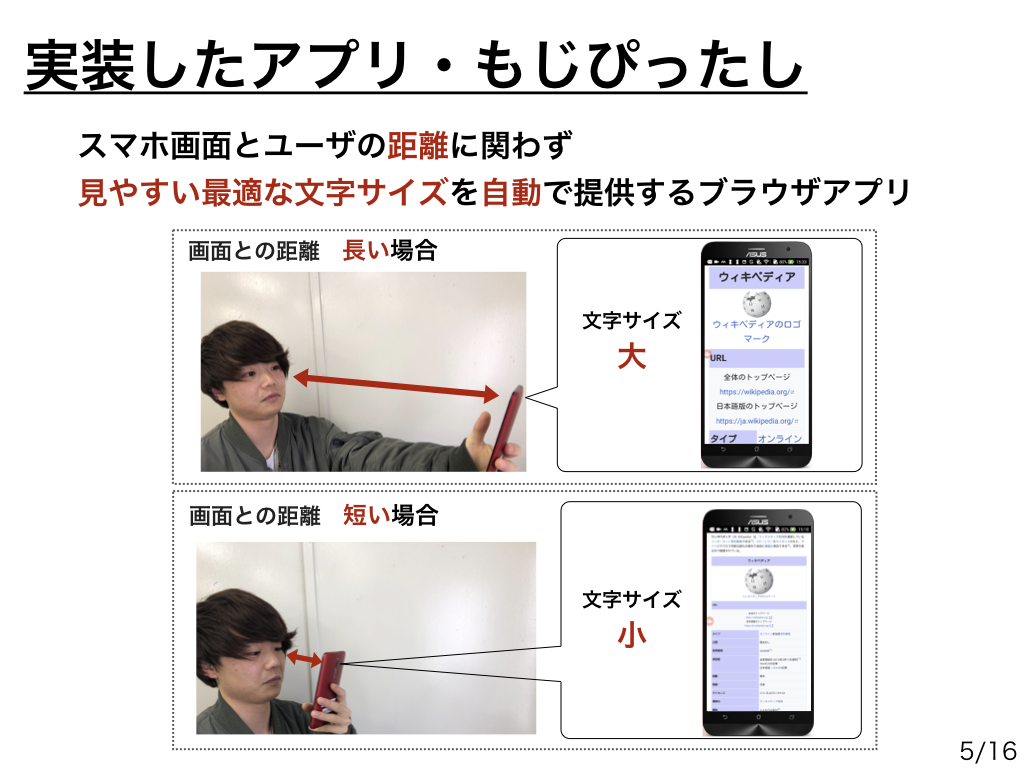 実装したアプリ・もじぴったし
スマホ画面とユーザの距離に関わず
見やすい最適な文字サイズを自動で提供するブラウザアプリ
画面との距離 長い場合
文字サイズ
大
ASUS
ウィキペディア
ウィキペディアのロゴ
マーク
URL
全体のトップページ
https://wikipedia.org/
日本語版のトップページ
https://ja.wikipedia.org/
タイプ オンライン
画面との距離 短い場合
文字サイズ
小
ASUS
ウィキペディア
URL
5/16